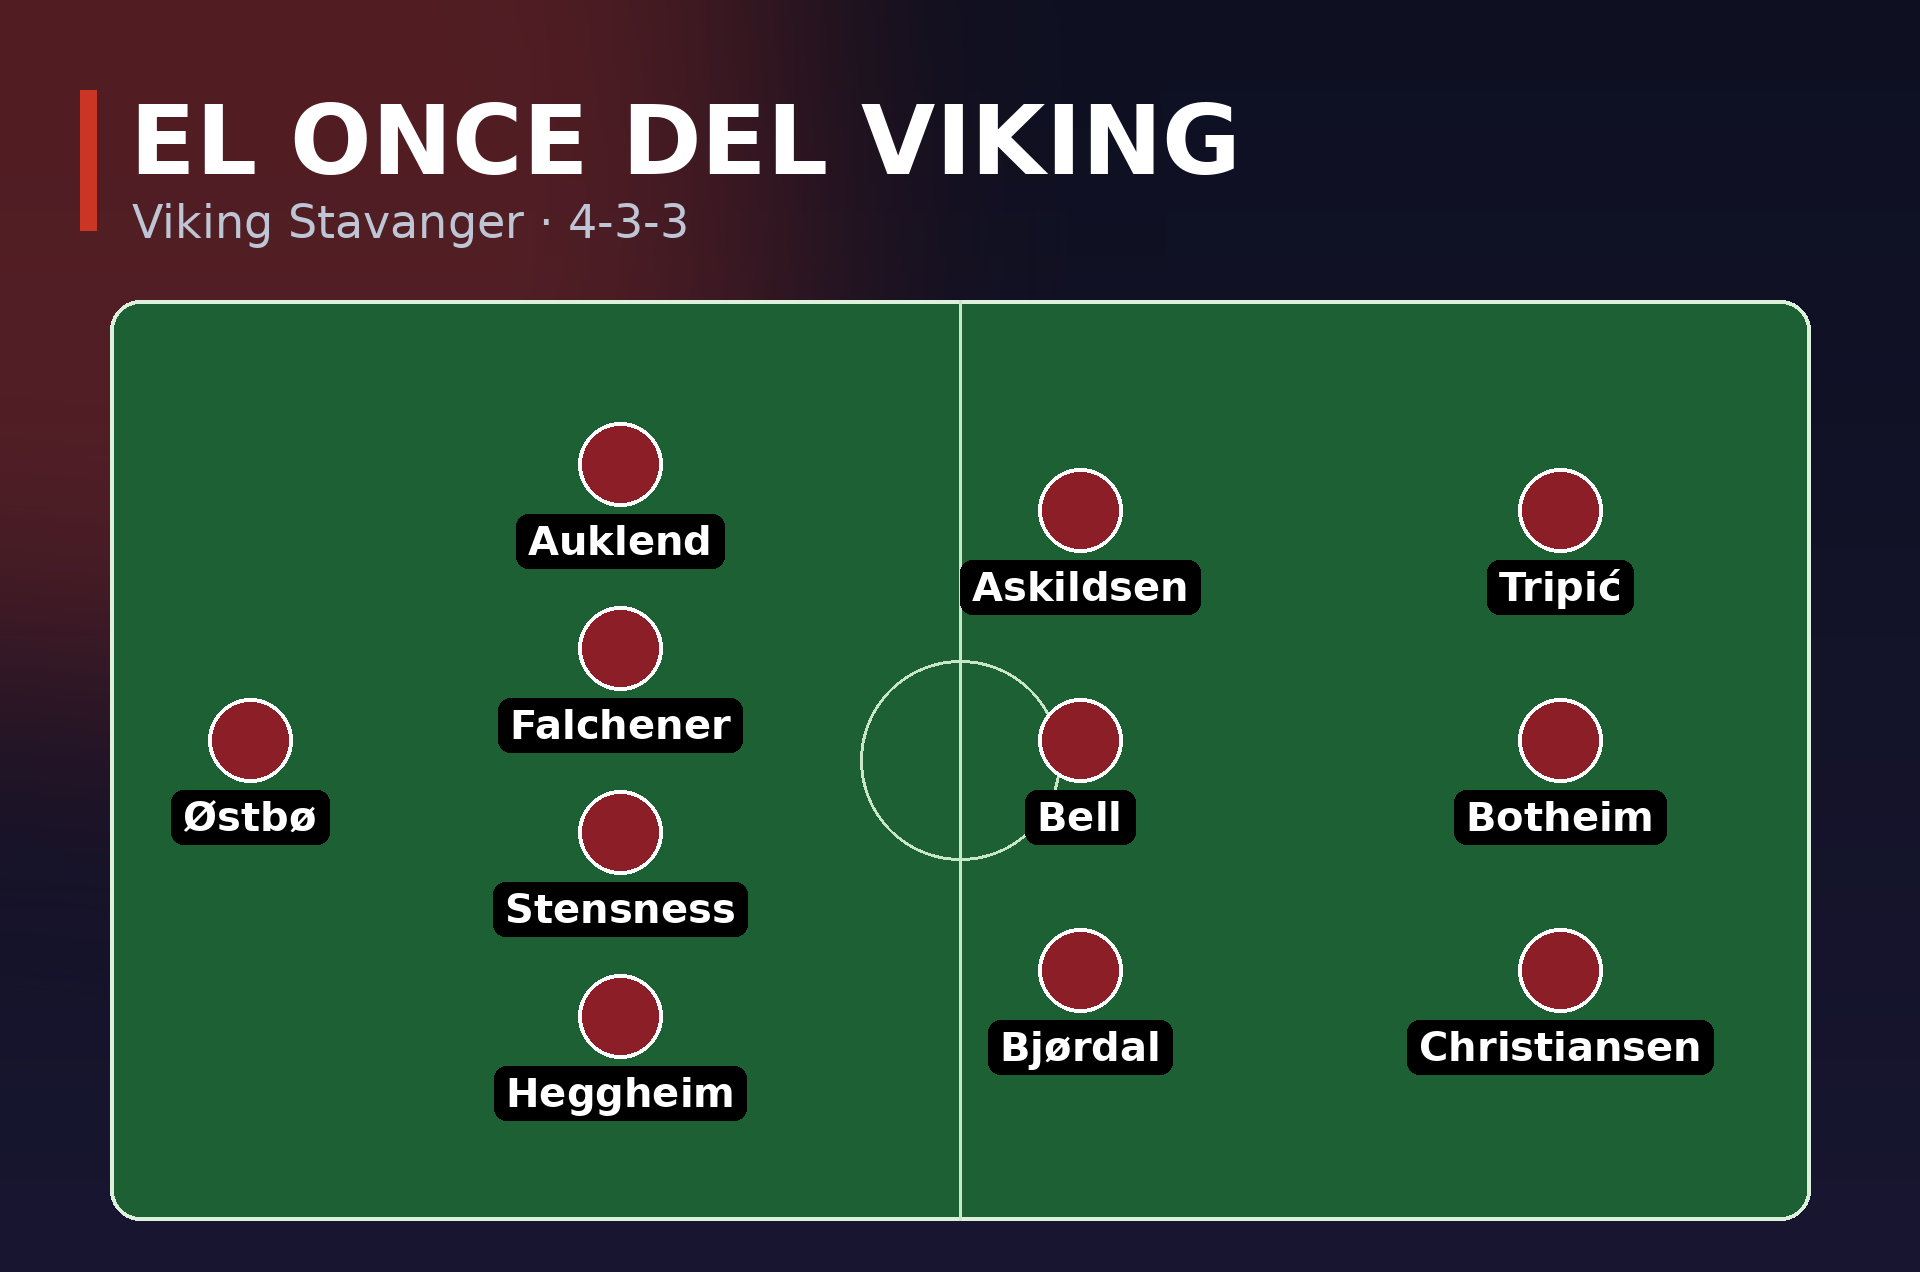 EL ONCE DEL VIKING
Viking Stavanger · 4-3-3
Auklend
Askildsen
Tripić
Falchener
Østbø
Bell
Botheim
Stensness
Bjørdal
Christiansen
Heggheim